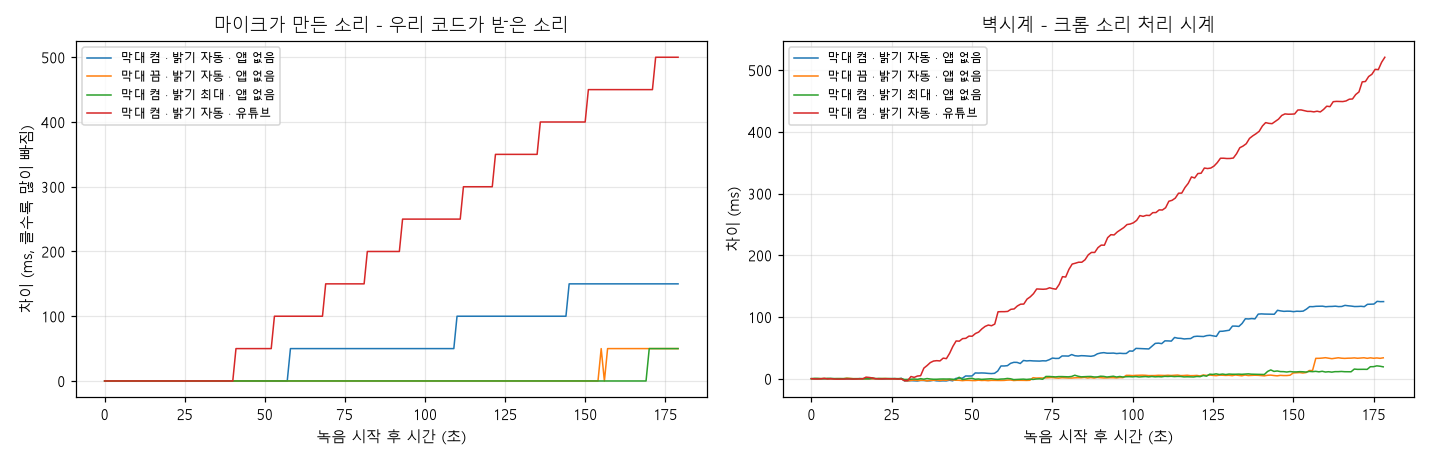 마이크가 만든 소리 - 우리 코드가 받은 소리
막대 켬 · 밝기 자동 · 앱 없음
막대 끔 · 밝기 자동 · 앱 없음
막대 켬 · 밝기 최대 · 앱 없음
막대 켬 · 밝기 자동 · 유튜브
차이 (ms, 클수록 많이 빠짐)
500
400
300
200
100
0
0 25 50 75 100 125 150 175
녹음 시작 후 시간 (초)
벽시계 - 크롬 소리 처리 시계
막대 켬 · 밝기 자동 · 앱 없음
막대 끔 · 밝기 자동 · 앱 없음
막대 켬 · 밝기 최대 · 앱 없음
막대 켬 · 밝기 자동 · 유튜브
차이 (ms)
500
400
300
200
100
0
0 25 50 75 100 125 150 175
녹음 시작 후 시간 (초)